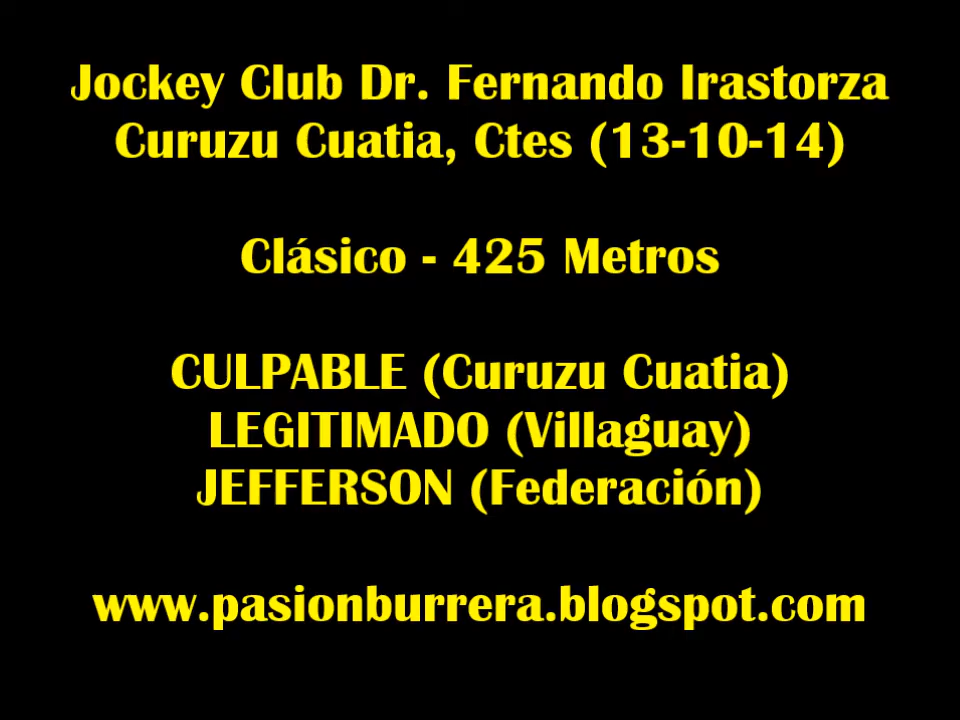 Jockey Club Dr. Fernando Irastorza
Curuzu Cuatia, Ctes (13-10-14)
Clásico - 425 Metros
CULPABLE (Curuzu Cuatia)
LEGITIMADO (Villaguay)
JEFFERSON (Federación)
www.pasionburrera.blogspot.com